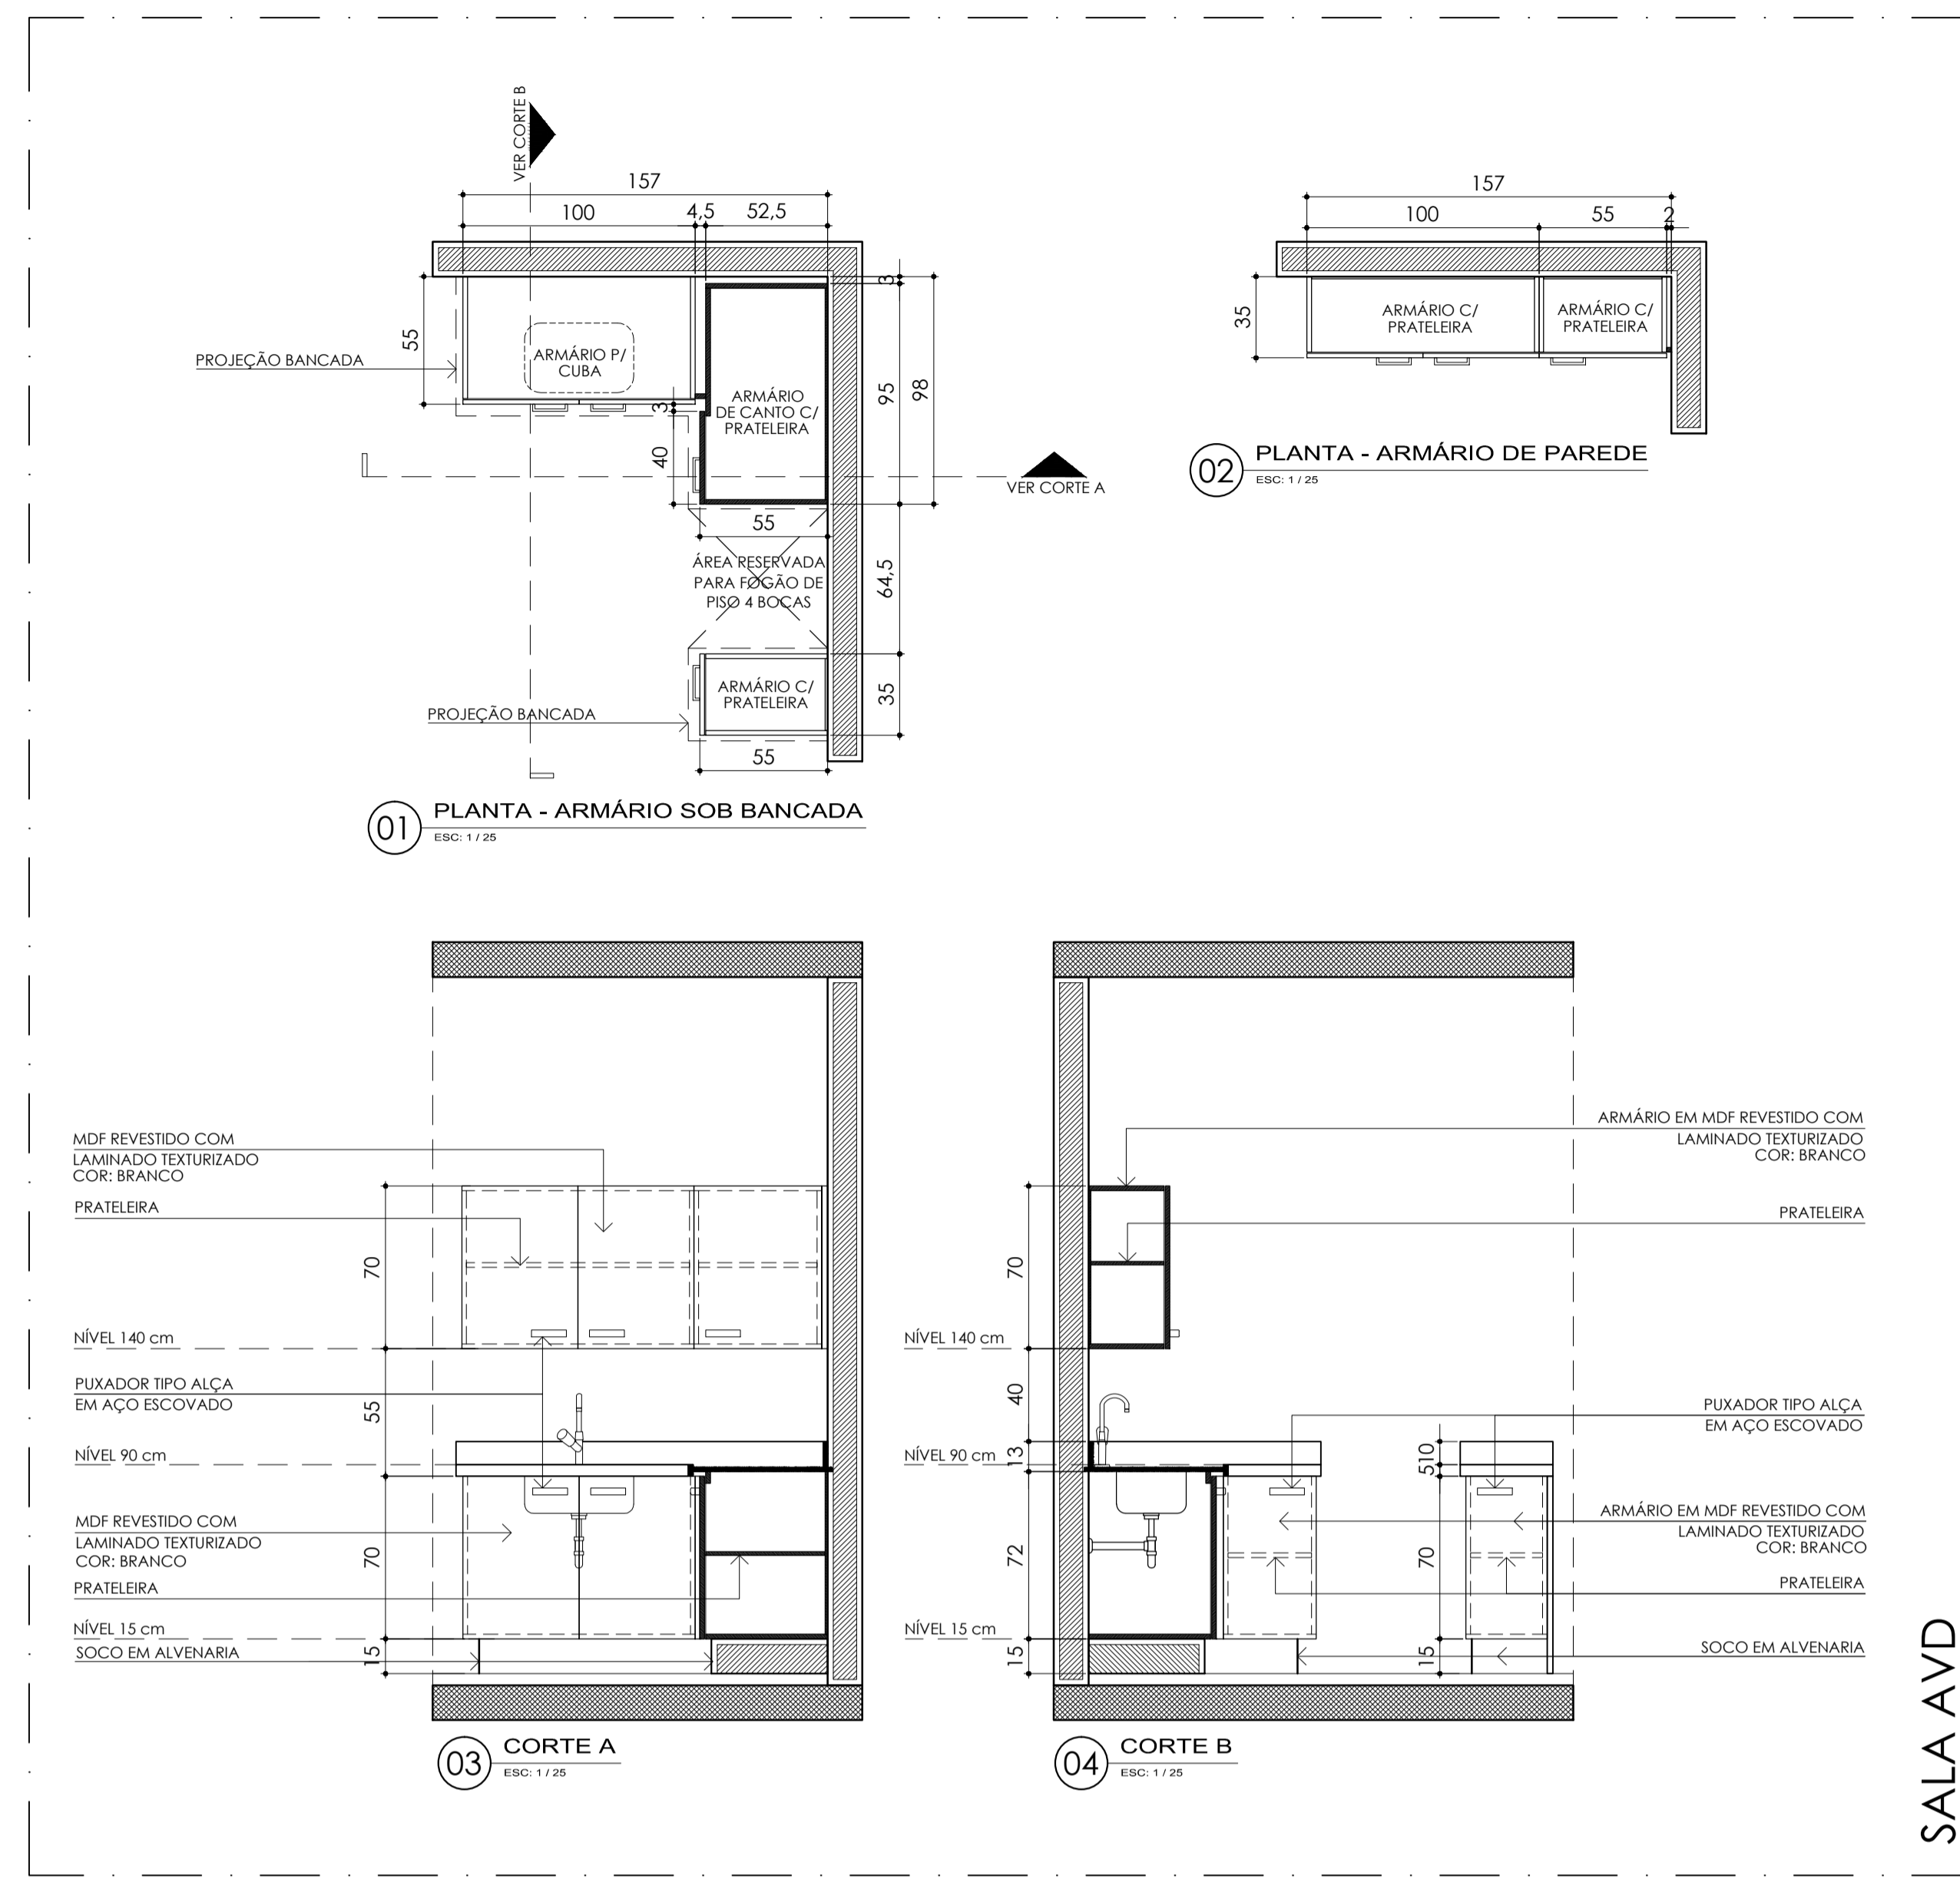 VER CORTE B
157
100
4,5
52,5
3
55
PROJEÇÃO BANCADA
ARMÁRIO P/
CUBA
ARMÁRIO
DE CANTO C/
PRATELEIRA
3
40
95
98
VER CORTE A
55
ÁREA RESERVADA
PARA FOGÃO DE
PISO 4 BOCAS
64,5
ARMÁRIO C/
PRATELEIRA
35
PROJEÇÃO BANCADA
55
01
PLANTA - ARMÁRIO SOB BANCADA
ESC: 1 / 25
157
100
55
2
35
ARMÁRIO C/
PRATELEIRA
ARMÁRIO C/
PRATELEIRA
02
PLANTA - ARMÁRIO DE PAREDE
ESC: 1 / 25
MDF REVESTIDO COM
LAMINADO TEXTURIZADO
COR: BRANCO
PRATELEIRA
70
NÍVEL 140 cm
PUXADOR TIPO ALÇA
EM AÇO ESCOVADO
55
NÍVEL 90 cm
MDF REVESTIDO COM
LAMINADO TEXTURIZADO
COR: BRANCO
70
PRATELEIRA
NÍVEL 15 cm
SOCO EM ALVENARIA
15
03
CORTE A
ESC: 1 / 25
ARMÁRIO EM MDF REVESTIDO COM
LAMINADO TEXTURIZADO
COR: BRANCO
PRATELEIRA
70
NÍVEL 140 cm
40
PUXADOR TIPO ALÇA
EM AÇO ESCOVADO
NÍVEL 90 cm
13
510
ARMÁRIO EM MDF REVESTIDO COM
LAMINADO TEXTURIZADO
COR: BRANCO
72
70
PRATELEIRA
NÍVEL 15 cm
15
15
SOCO EM ALVENARIA
04
CORTE B
ESC: 1 / 25
SALA AVD